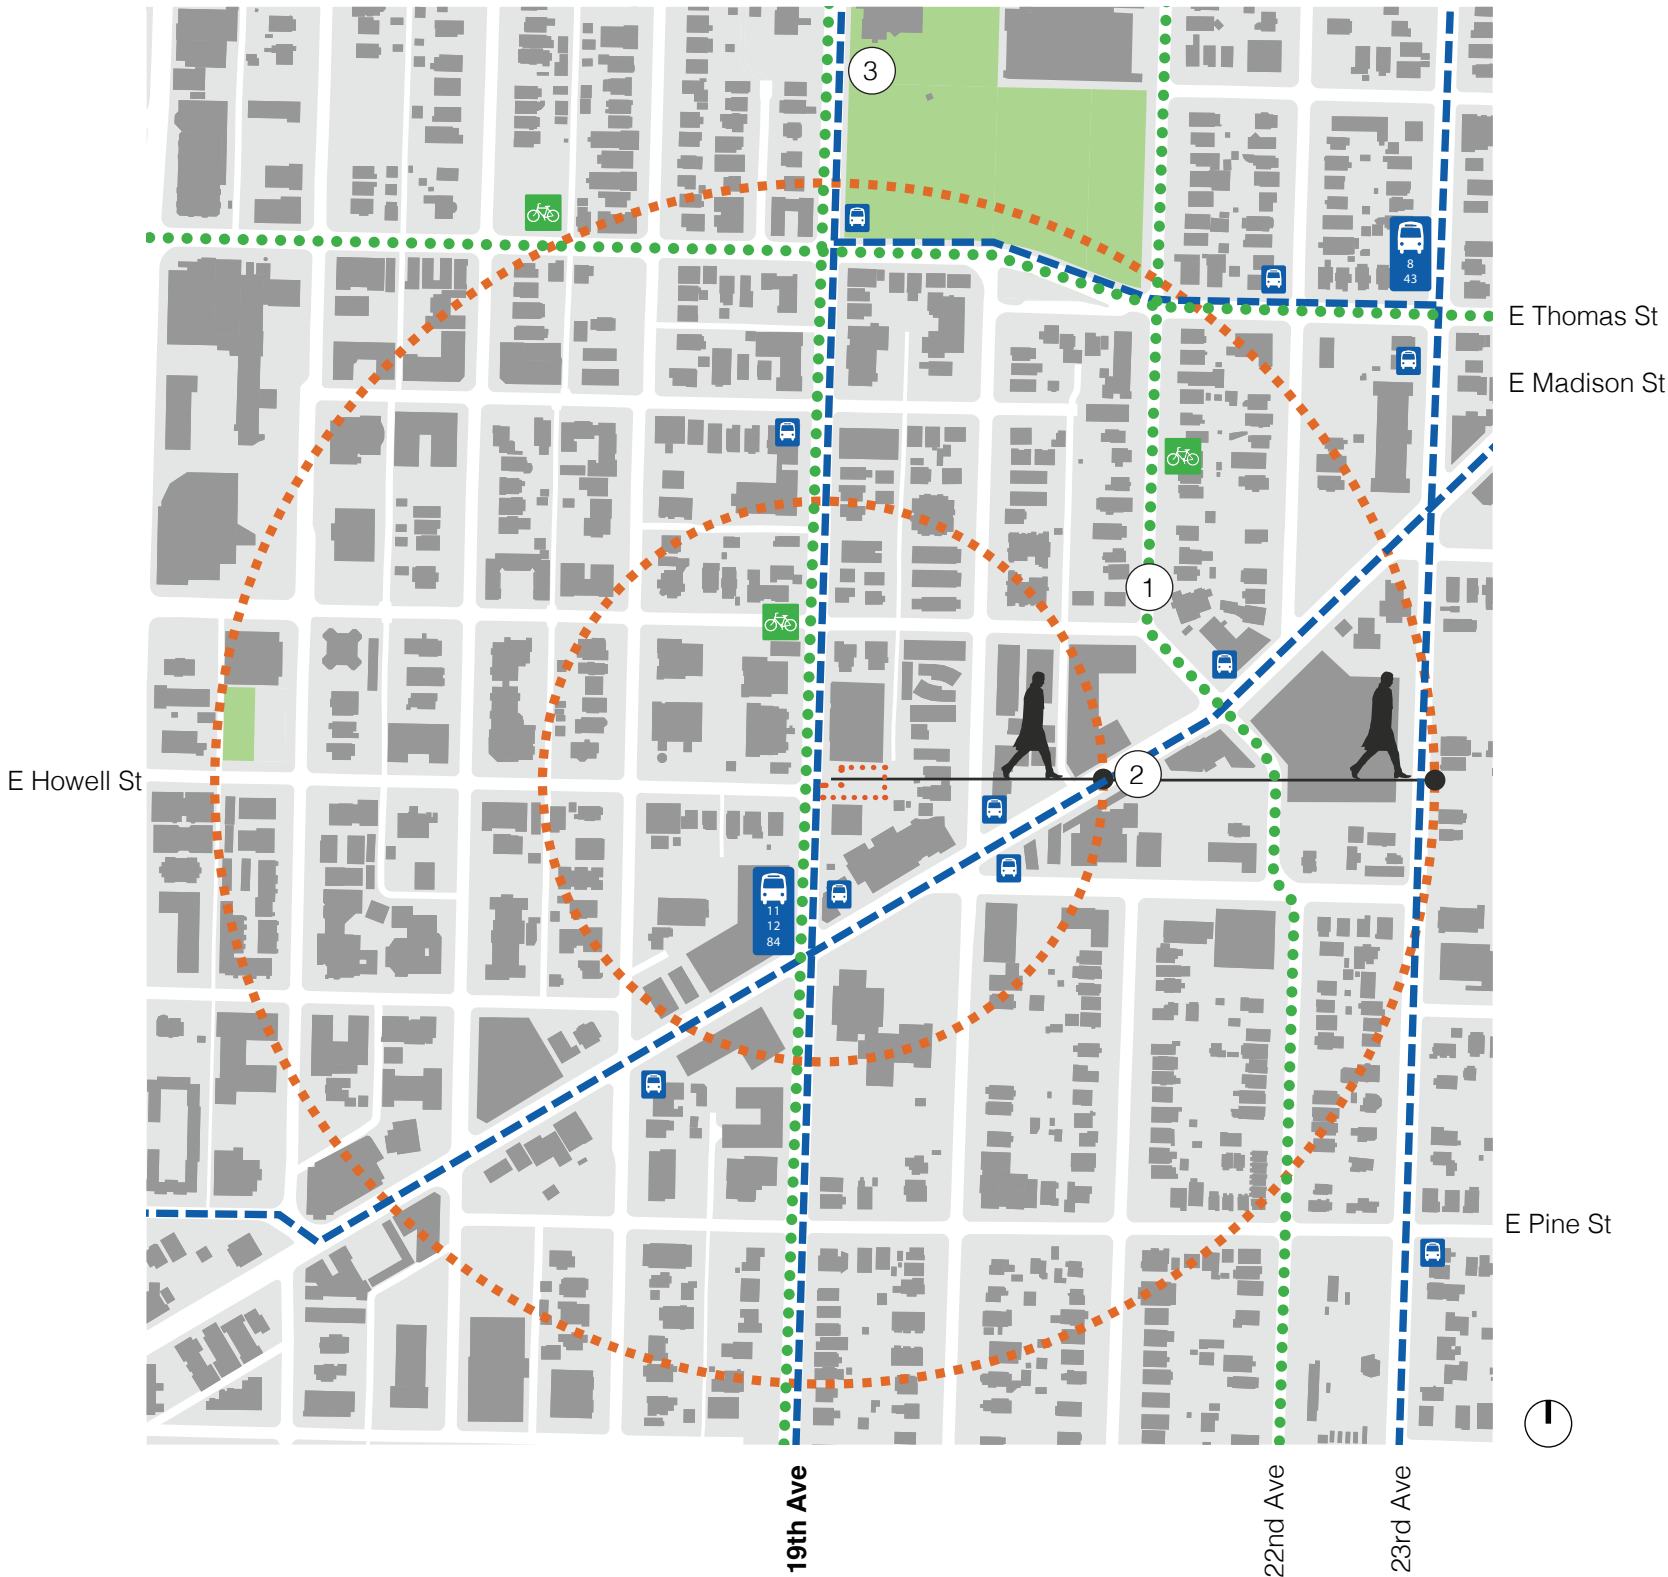 3
8
43
E Thomas St
E Madison St
1
2
E Howell St
11
12
84
E Pine St
19th Ave
22nd Ave
23rd Ave